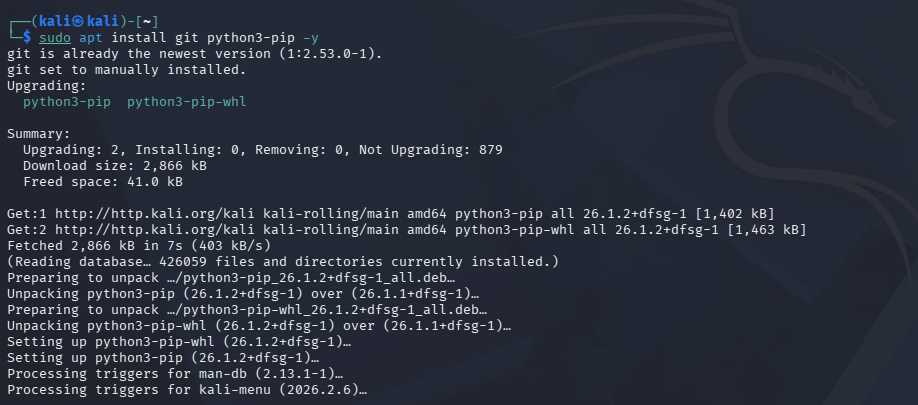 ┌──(kali㉿kali)-[~]
└─$ sudo apt install git python3-pip -y
git is already the newest version (1:2.53.0-1).
git set to manually installed.
Upgrading:
  python3-pip  python3-pip-whl

Summary:
  Upgrading: 2, Installing: 0, Removing: 0, Not Upgrading: 879
  Download size: 2,866 kB
  Freed space: 41.0 kB

Get:1 http://http.kali.org/kali kali-rolling/main amd64 python3-pip all 26.1.2+dfsg-1 [1,402 kB]
Get:2 http://http.kali.org/kali kali-rolling/main amd64 python3-pip-whl all 26.1.2+dfsg-1 [1,463 kB]
Fetched 2,866 kB in 7s (403 kB/s)
(Reading database… 426059 files and directories currently installed.)
Preparing to unpack …/python3-pip_26.1.2+dfsg-1_all.deb…
Unpacking python3-pip (26.1.2+dfsg-1) over (26.1.1+dfsg-1)…
Preparing to unpack …/python3-pip-whl_26.1.2+dfsg-1_all.deb…
Unpacking python3-pip-whl (26.1.2+dfsg-1) over (26.1.1+dfsg-1)…
Setting up python3-pip-whl (26.1.2+dfsg-1)…
Setting up python3-pip (26.1.2+dfsg-1)…
Processing triggers for man-db (2.13.1-1)…
Processing triggers for kali-menu (2026.2.6)…